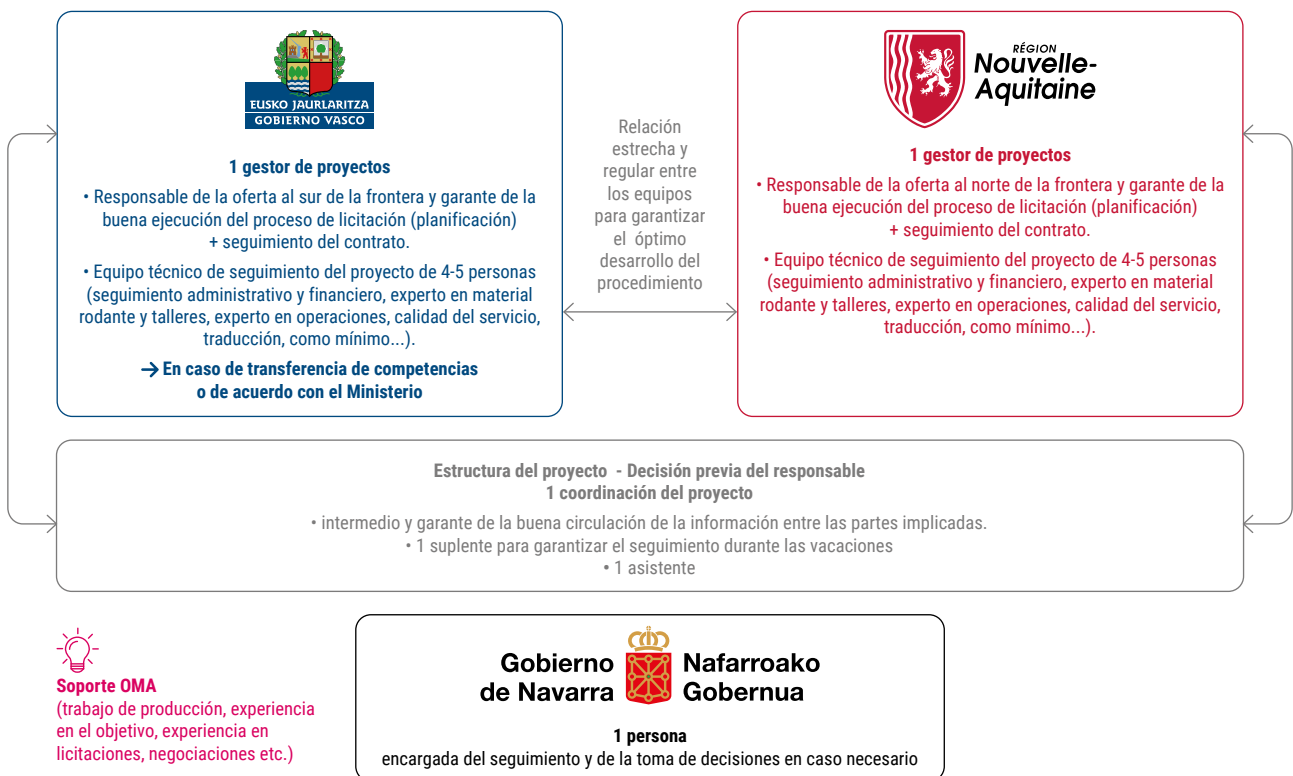 EUSKO JAURLARITZA
GOBIERNO VASCO
1 gestor de proyectos
• Responsable de la oferta al sur de la frontera y garante de la
buena ejecución del proceso de licitación (planificación)
+ seguimiento del contrato.
• Equipo técnico de seguimiento del proyecto de 4-5 personas
(seguimiento administrativo y financiero, experto en material
rodante y talleres, experto en operaciones, calidad del servicio,
traducción, como mínimo...).
→ En caso de transferencia de competencias
o de acuerdo con el Ministerio
Relación
estrecha y
regular entre
los equipos
para garantizar
el óptimo
desarrollo del
procedimiento
RÉGION
Nouvelle-
Aquitaine
1 gestor de proyectos
• Responsable de la oferta al norte de la frontera y garante de la
buena ejecución del proceso de licitación (planificación)
+ seguimiento del contrato.
• Equipo técnico de seguimiento del proyecto de 4-5 personas
(seguimiento administrativo y financiero, experto en material
rodante y talleres, experto en operaciones, calidad del servicio,
traducción, como mínimo...).
Estructura del proyecto - Decisión previa del responsable
1 coordinación del proyecto
• intermedio y garante de la buena circulación de la información entre las partes implicadas.
• 1 suplente para garantizar el seguimiento durante las vacaciones
• 1 asistente
Soporte OMA
(trabajo de producción, experiencia
en el objetivo, experiencia en
licitaciones, negociaciones etc.)
Gobierno
de Navarra
Nafarroako
Gobernua
1 persona
encargada del seguimiento y de la toma de decisiones en caso necesario